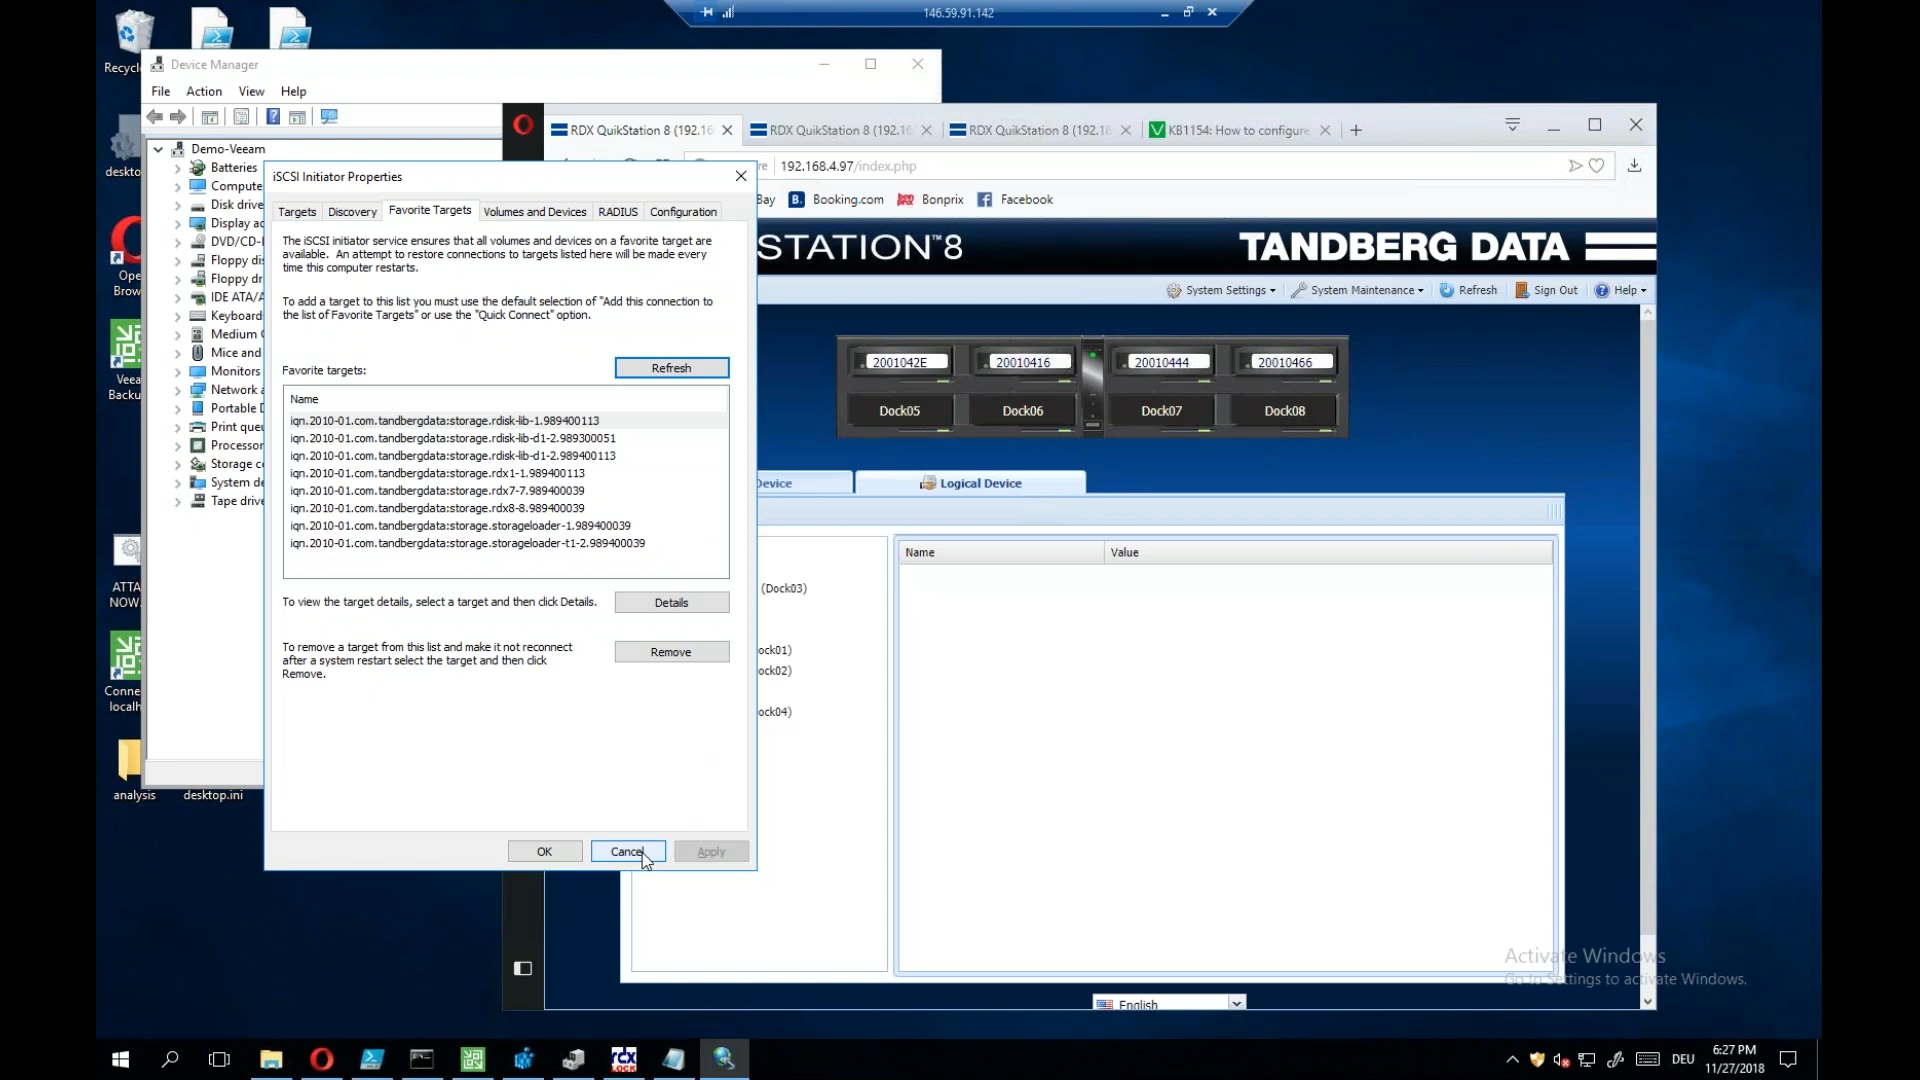 146.59.91.142
Recycl
deskto
Ope
Brow
Veea
Backu
ATTA
NOW.
Conne
localh
analysis
desktop.ini
Device Manager
File Action View Help
Demo-Veeam
Batteries
Compute
Disk drive
Display ad
DVD/CD-
Floppy dis
Floppy dr
IDE ATA/A
Keyboard
Medium
Mice and
Monitors
Network a
Portable D
Print queu
Processor
Storage co
System de
Tape drive
iSCSI Initiator Properties
Targets Discovery Favorite Targets Volumes and Devices RADIUS Configuration
The iSCSI initiator service ensures that all volumes and devices on a favorite target are
available. An attempt to restore connections to targets listed here will be made every
time this computer restarts.
To add a target to this list you must use the default selection of "Add this connection to
the list of Favorite Targets" or use the "Quick Connect" option.
Favorite targets:
Refresh
Name
iqn.2010-01.com.tandbergdata:storage.rdisk-lib-1.989400113
iqn.2010-01.com.tandbergdata:storage.rdisk-lib-d1-2.989300051
iqn.2010-01.com.tandbergdata:storage.rdisk-lib-d1-2.989400113
iqn.2010-01.com.tandbergdata:storage.rdx1-1.989400113
iqn.2010-01.com.tandbergdata:storage.rdx7-7.989400039
iqn.2010-01.com.tandbergdata:storage.rdx8-8.989400039
iqn.2010-01.com.tandbergdata:storage.storageloader-1.989400039
iqn.2010-01.com.tandbergdata:storage.storageloader-t1-2.989400039
To view the target details, select a target and then click Details.
Details
To remove a target from this list and make it not reconnect
after a system restart select the target and then click
Remove.
Remove
OK Cancel Apply
RDX QuikStation 8 (192.16 RDX QuikStation 8 (192.16 RDX QuikStation 8 (192.16 KB1154: How to configure
re 192.168.4.97/index.php
Bay B. Booking.com bon prix Bonprix Facebook
STATION™8
TANDBERG DATA
System Settings System Maintenance Refresh Sign Out Help
2001042E 20010416 20010444 20010466
Dock05 Dock06 Dock07 Dock08
Device Logical Device
Name Value
(Dock03)
ock01)
ock02)
ock04)
English
Activate Windows
Go to Settings to activate Windows.
rdx
LOCK
DEU
6:27 PM
11/27/2018